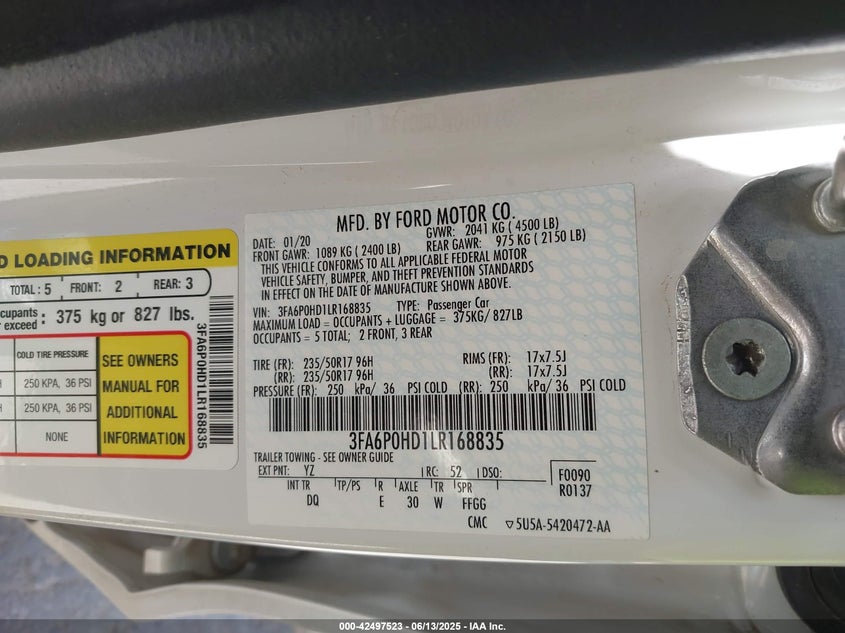 D LOADING INFORMATION
TOTAL: 5 FRONT: 2 REAR: 3
cupants
r exceed : 375 kg or 827 lbs.
COLD TIRE PRESSURE
H 250 KPA, 36 PSI
H 250 KPA, 36 PSI
NONE
SEE OWNERS
MANUAL FOR
ADDITIONAL
INFORMATION
3FA6P0HD1LR168835
MFD. BY FORD MOTOR CO.
DATE: 01/20 GVWR: 2041 KG ( 4500 LB)
FRONT GAWR: 1089 KG ( 2400 LB) REAR GAWR: 975 KG ( 2150 LB)
THIS VEHICLE CONFORMS TO ALL APPLICABLE FEDERAL MOTOR
VEHICLE SAFETY, BUMPER, AND THEFT PREVENTION STANDARDS
IN EFFECT ON THE DATE OF MANUFACTURE SHOWN ABOVE.
VIN: 3FA6P0HD1LR168835 TYPE: Passenger Car
MAXIMUM LOAD = OCCUPANTS + LUGGAGE = 375KG/ 827LB
OCCUPANTS = 5 TOTAL; 2 FRONT, 3 REAR
TIRE (FR): 235/50R17 96H RIMS (FR): 17x7.5J
(RR): 235/50R17 96H (RR): 17x7.5J
PRESSURE (FR): 250 kPa/ 36 PSI COLD (RR): 250 kPa/ 36 PSI COLD
3FA6P0HD1LR168835
TRAILER TOWING - SEE OWNER GUIDE
EXT PNT: YZ RC: 52 DSO: F0090
INT TR TP/PS R AXLE TR SPR R0137
DQ E 30 W FFGG
CMC ▽5U5A-5420472-AA
000-42497523 - 06/13/2025 - IAA Inc.